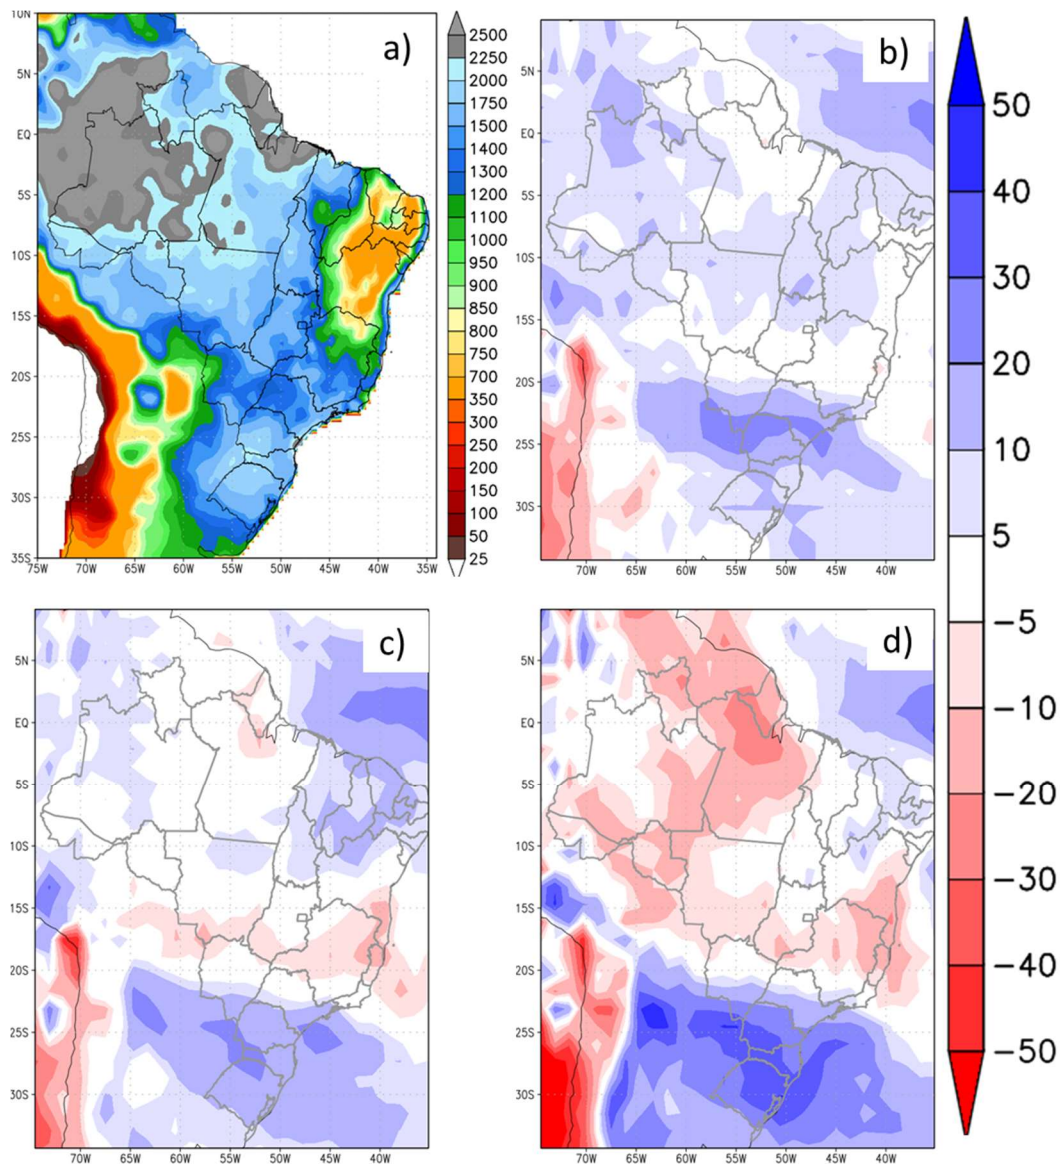 a)
10N
5N
EQ
5S
10S
15S
20S
25S
30S
35S
75W 70W 65W 60W 55W 50W 45W 40W 35W
2500
2250
2000
1750
1500
1400
1300
1200
1100
1000
950
900
850
800
750
700
350
300
250
200
150
100
50
25
b)
5N
EQ
5S
10S
15S
20S
25S
30S
70W 65W 60W 55W 50W 45W 40W
50
40
30
20
10
5
-5
-10
-20
-30
-40
-50
c)
5N
EQ
5S
10S
15S
20S
25S
30S
70W 65W 60W 55W 50W 45W 40W
d)
5N
EQ
5S
10S
15S
20S
25S
30S
70W 65W 60W 55W 50W 45W 40W